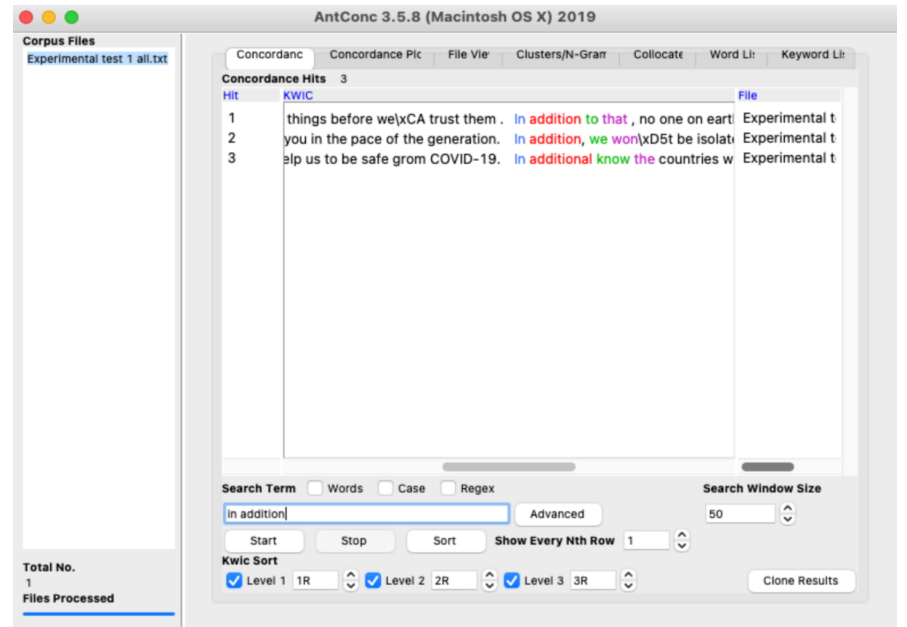 AntConc 3.5.8 (Macintosh OS X) 2019
Corpus Files
Experimental test 1 all.txt
Concordanc Concordance Plc File Vie Clusters/N-Gran Collocate Word Li Keyword Li
Concordance Hits 3
Hit KWIC File
1 things before we\xCA trust them . In addition to that , no one on eart Experimental t
2 you in the pace of the generation. In addition, we won\xD5t be isolat Experimental t
3 elp us to be safe grom COVID-19. In additional know the countries w Experimental t
Search Term Words Case Regex Search Window Size
in addition Advanced 50
Start Stop Sort Show Every Nth Row 1
Kwic Sort
Level 1 1R Level 2 2R Level 3 3R Clone Results
Total No.
1
Files Processed